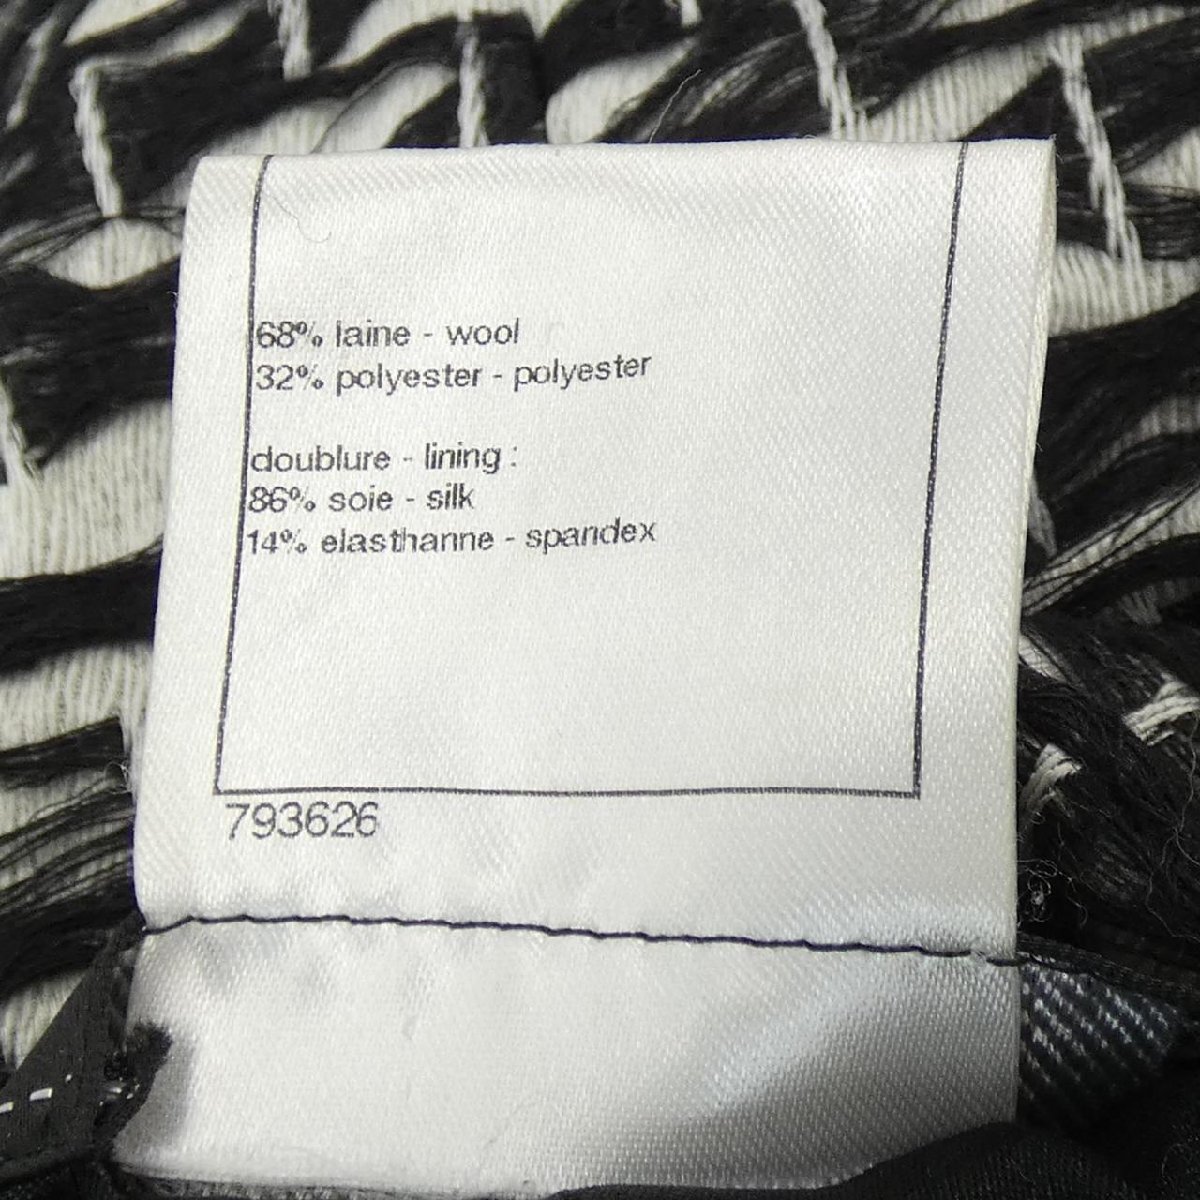 68% laine - wool
32% polyester - polyester
doublure - lining :
86% soie - silk
14% elasthanne - spandex
793626